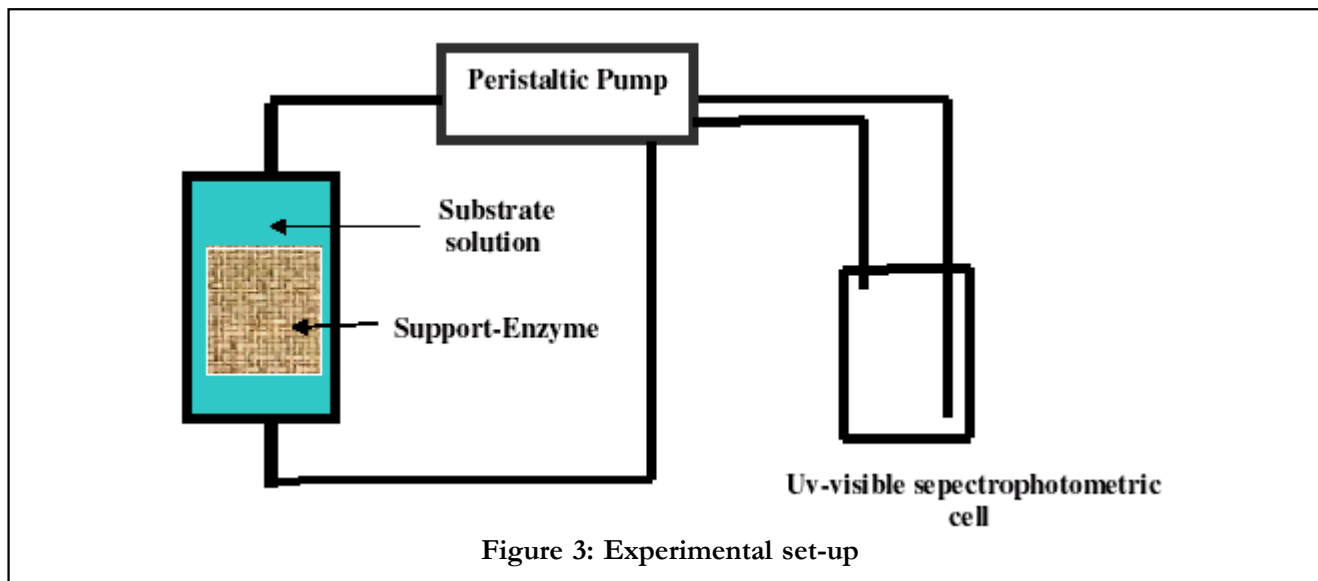 Peristaltic Pump
Substrate
solution
Support-Enzyme
Uv-visible sepectrophotometric
cell
Figure 3: Experimental set-up